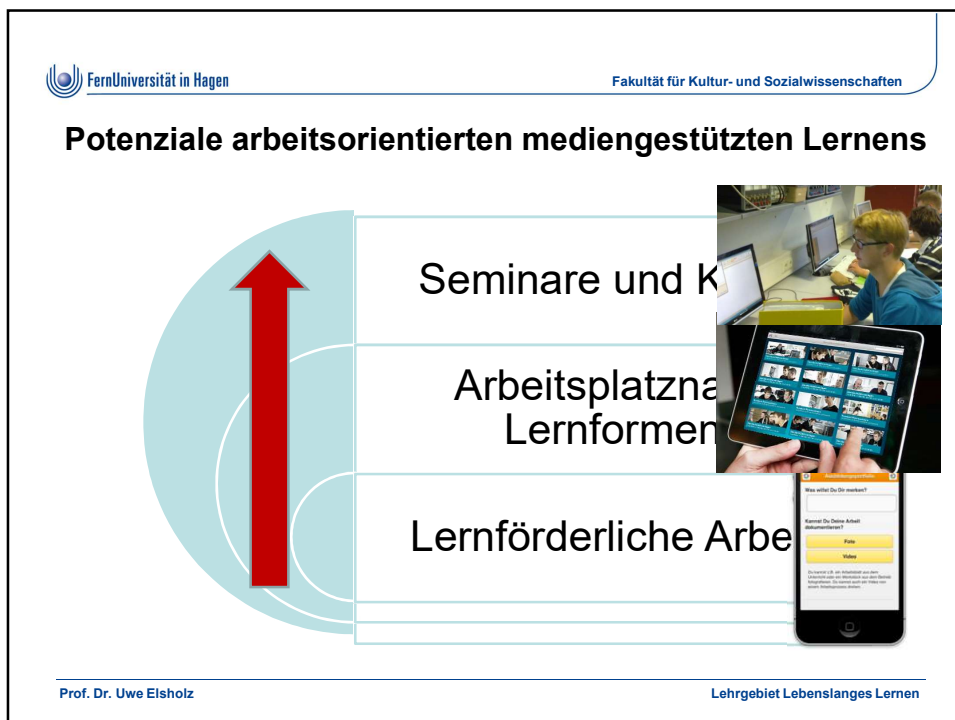 FernUniversität in Hagen
Fakultät für Kultur- und Sozialwissenschaften
Potenziale arbeitsorientierten mediengestützten Lernens
Seminare und K
Arbeitsplatzna
Lernformen
Lernförderliche Arbe
Was willst Du Dir merken?
Kannst Du Deine Arbeit
dokumentieren?
Foto
Video
Prof. Dr. Uwe Elsholz
Lehrgebiet Lebenslanges Lernen